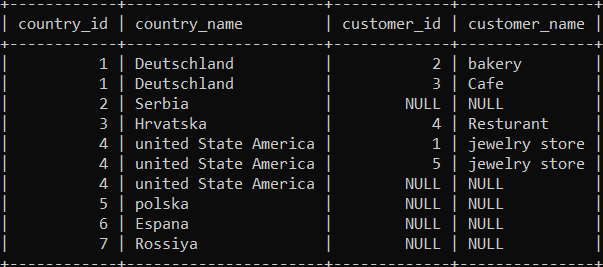 +------------+----------------------+-------------+---------------+
| country_id | country_name | customer_id | customer_name |
+------------+----------------------+-------------+---------------+
| 1 | Deutschland | 2 | bakery |
| 1 | Deutschland | 3 | Cafe |
| 2 | Serbia | NULL | NULL |
| 3 | Hrvatska | 4 | Resturant |
| 4 | united State America | 1 | jewelry store |
| 4 | united State America | 5 | jewelry store |
| 4 | united State America | NULL | NULL |
| 5 | polska | NULL | NULL |
| 6 | Espana | NULL | NULL |
| 7 | Rossiya | NULL | NULL |
+------------+----------------------+-------------+---------------+